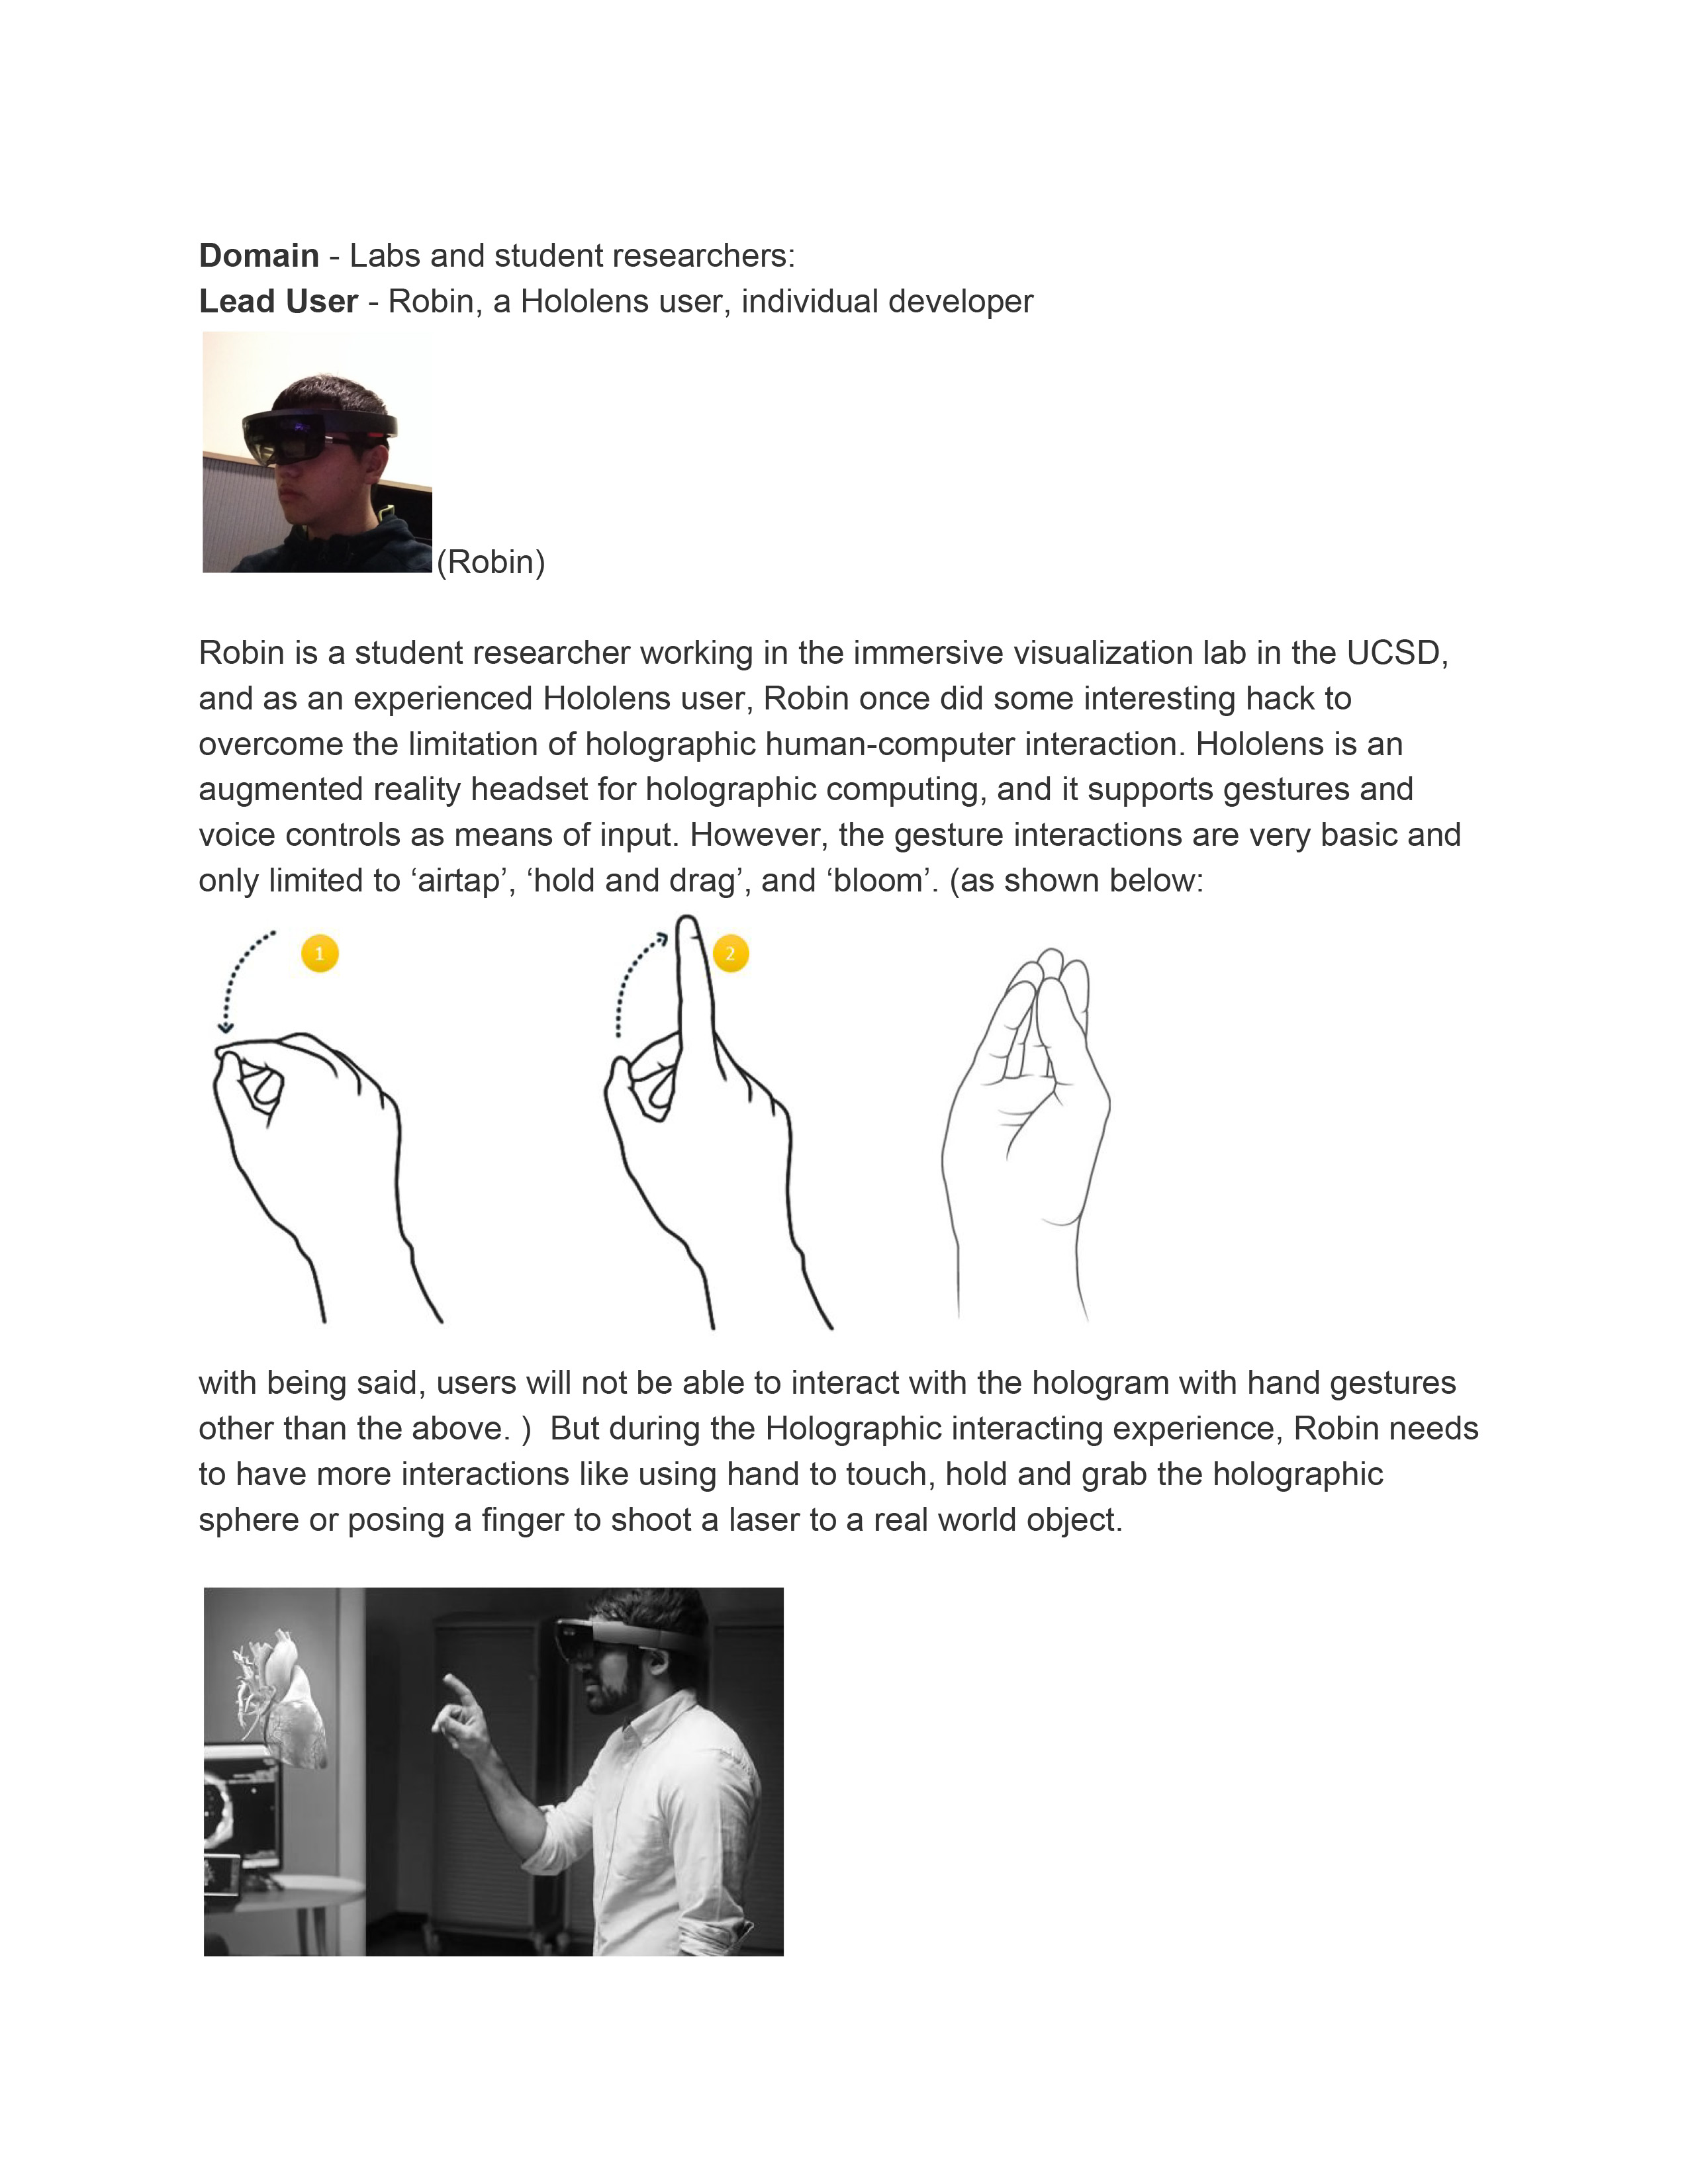 Domain - Labs and student researchers:
Lead User - Robin, a Hololens user, individual developer
(Robin)
Robin is a student researcher working in the immersive visualization lab in the UCSD,
and as an experienced Hololens user, Robin once did some interesting hack to
overcome the limitation of holographic human-computer interaction. Hololens is an
augmented reality headset for holographic computing, and it supports gestures and
voice controls as means of input. However, the gesture interactions are very basic and
only limited to ‘airtap’, ‘hold and drag’, and ‘bloom’. (as shown below:
1
2
with being said, users will not be able to interact with the hologram with hand gestures
other than the above. )  But during the Holographic interacting experience, Robin needs
to have more interactions like using hand to touch, hold and grab the holographic
sphere or posing a finger to shoot a laser to a real world object.